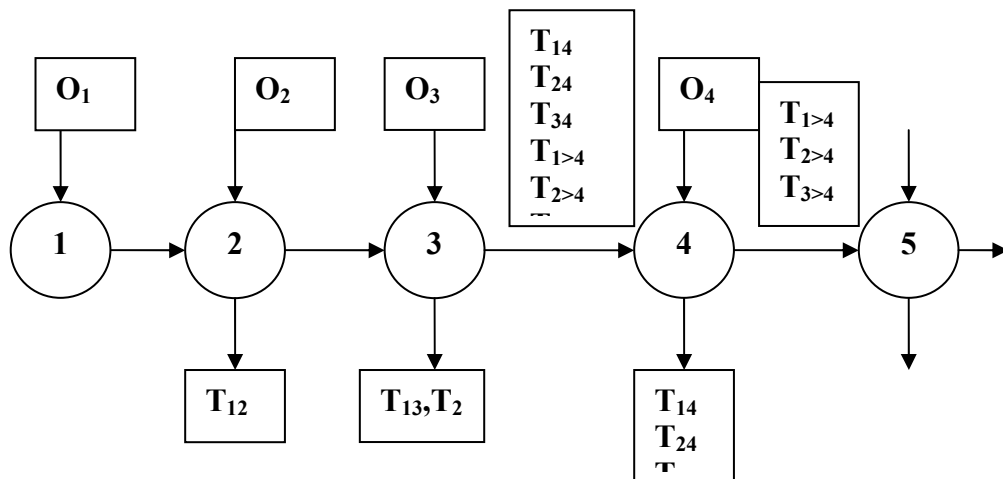 O₁
O₂
O₃
T₁₄
T₂₄
T₃₄
T₁>₄
T₂>₄
O₄
T₁>₄
T₂>₄
T₃>₄
1
2
3
4
5
T₁₂
T₁₃,T₂
T₁₄
T₂₄